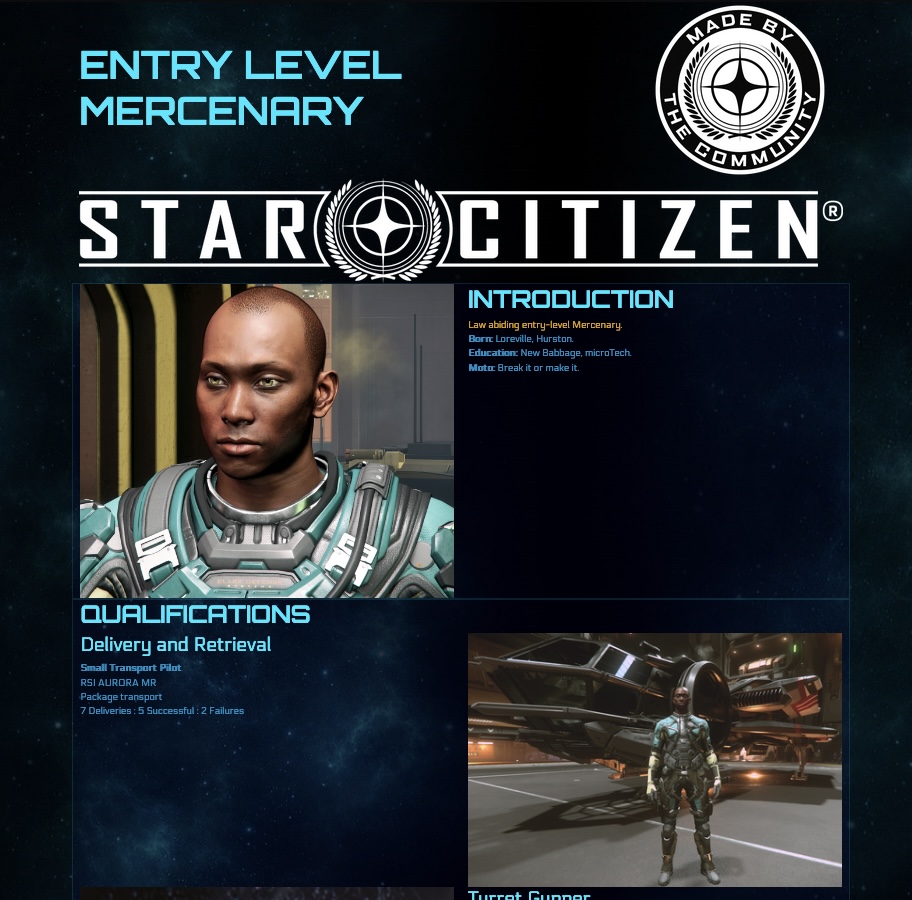 ENTRY LEVEL
MERCENARY
MADE BY
THE COMMUNITY
STAR CITIZEN®
INTRODUCTION
Law abiding entry-level Mercenary.
Born: Loreville, Hurston.
Education: New Babbage, microTech.
Moto: Break it or make it.
QUALIFICATIONS
Delivery and Retrieval
Small Transport Pilot
RSI AURORA MR
Package transport
7 Deliveries : 5 Successful : 2 Failures
Turret Gunner